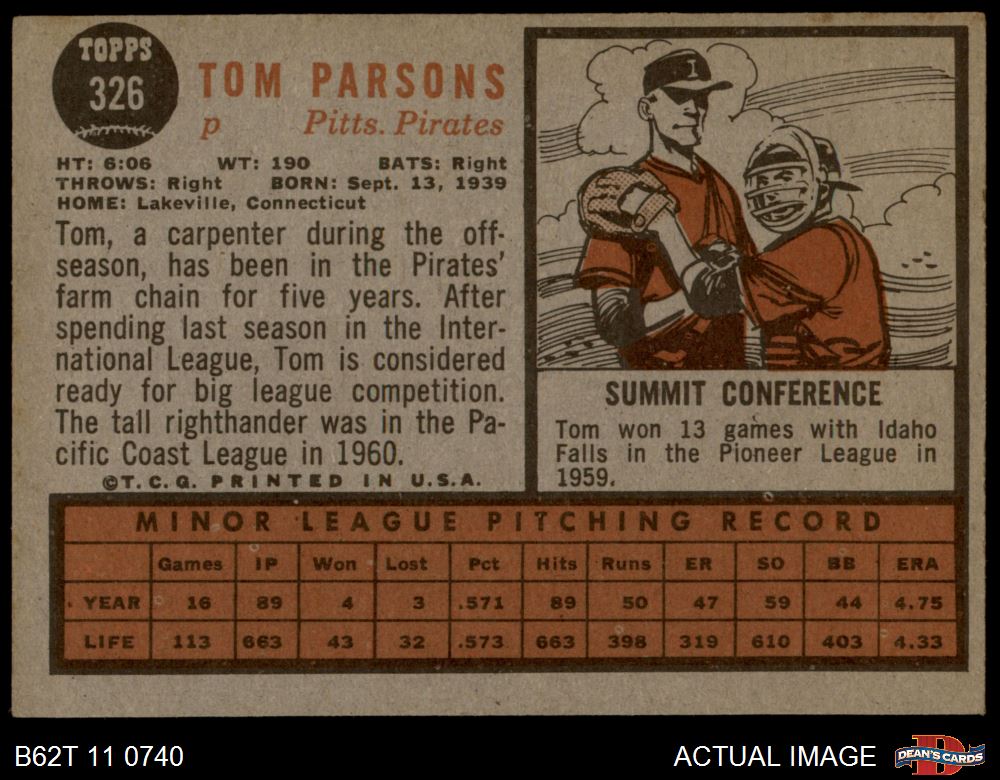 TOPPS
326
TOM PARSONS
p Pitts. Pirates
HT: 6:06 WT: 190 BATS: Right
THROWS: Right BORN: Sept. 13, 1939
HOME: Lakeville, Connecticut
Tom, a carpenter during the off-
season, has been in the Pirates'
farm chain for five years. After
spending last season in the Inter-
national League, Tom is considered
ready for big league competition.
The tall righthander was in the Pa-
cific Coast League in 1960.
©T.C.G. PRINTED IN U.S.A.
I
SUMMIT CONFERENCE
Tom won 13 games with Idaho
Falls in the Pioneer League in
1959.
MINOR LEAGUE PITCHING RECORD
Games IP Won Lost Pct Hits Runs ER SO BB ERA
YEAR 16 89 4 3 .571 89 50 47 59 44 4.75
LIFE 113 663 43 32 .573 663 398 319 610 403 4.33
B62T 11 0740
ACTUAL IMAGE
D
DEAN'S CARDS